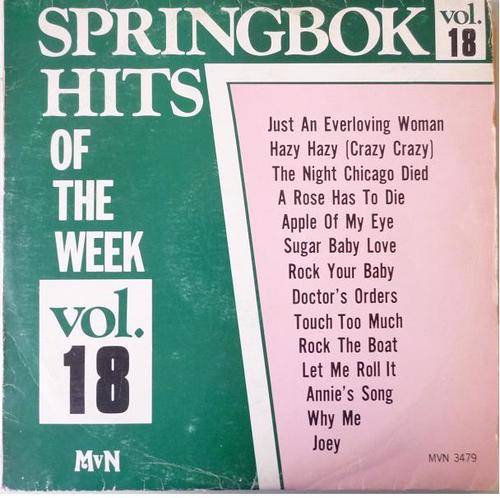 SPRINGBOK
HITS
OF
THE
WEEK
vol.
18
MvN
vol.
18
Just An Everloving Woman
Hazy Hazy (Crazy Crazy)
The Night Chicago Died
A Rose Has To Die
Apple Of My Eye
Sugar Baby Love
Rock Your Baby
Doctor's Orders
Touch Too Much
Rock The Boat
Let Me Roll It
Annie's Song
Why Me
Joey
MVN 3479